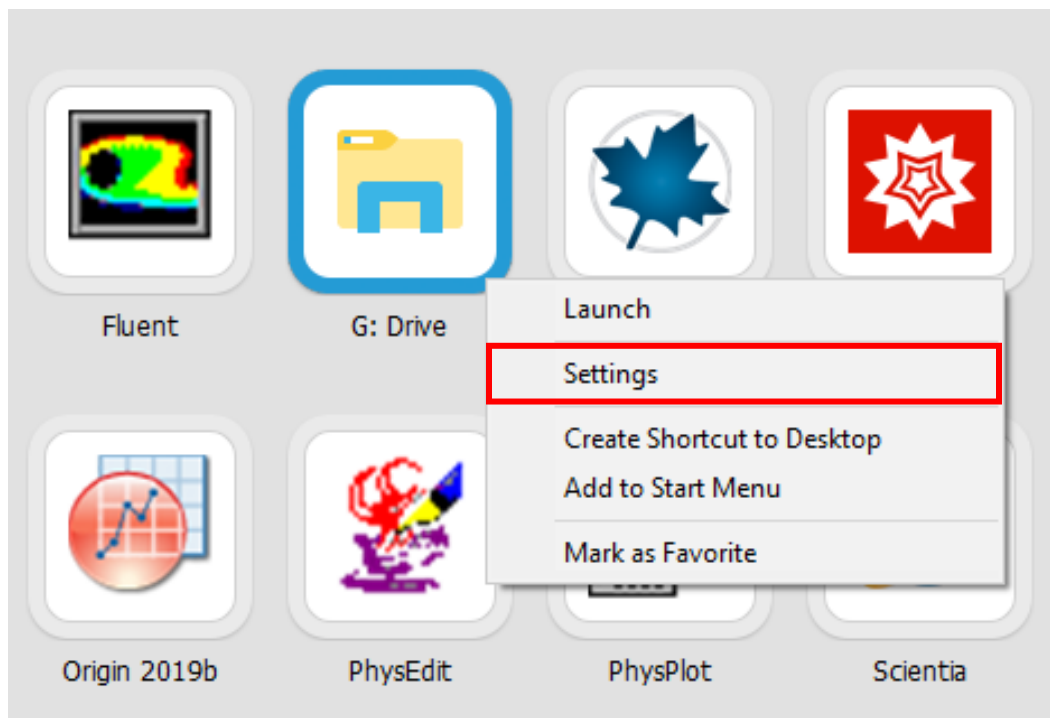 Fluent
G: Drive
Launch
Settings
Create Shortcut to Desktop
Add to Start Menu
Mark as Favorite
Origin 2019b
PhysEdit
PhysPlot
Scientia